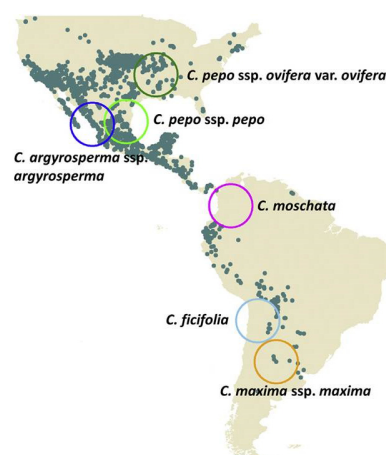 C. pepo ssp. ovifera var. ovifera
C. pepo ssp. pepo
C. argyrosperma ssp.
argyrosperma
C. moschata
C. ficifolia
C. maxima ssp. maxima